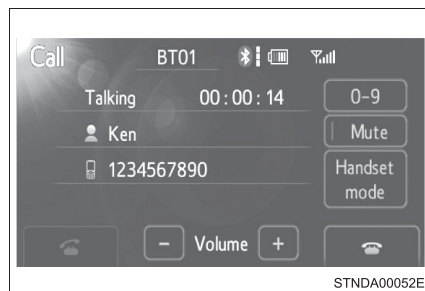 Call BT01
Talking 00:00:14 0-9
Ken Mute
1234567890 Handset
mode
- Volume +
STNDA00052E